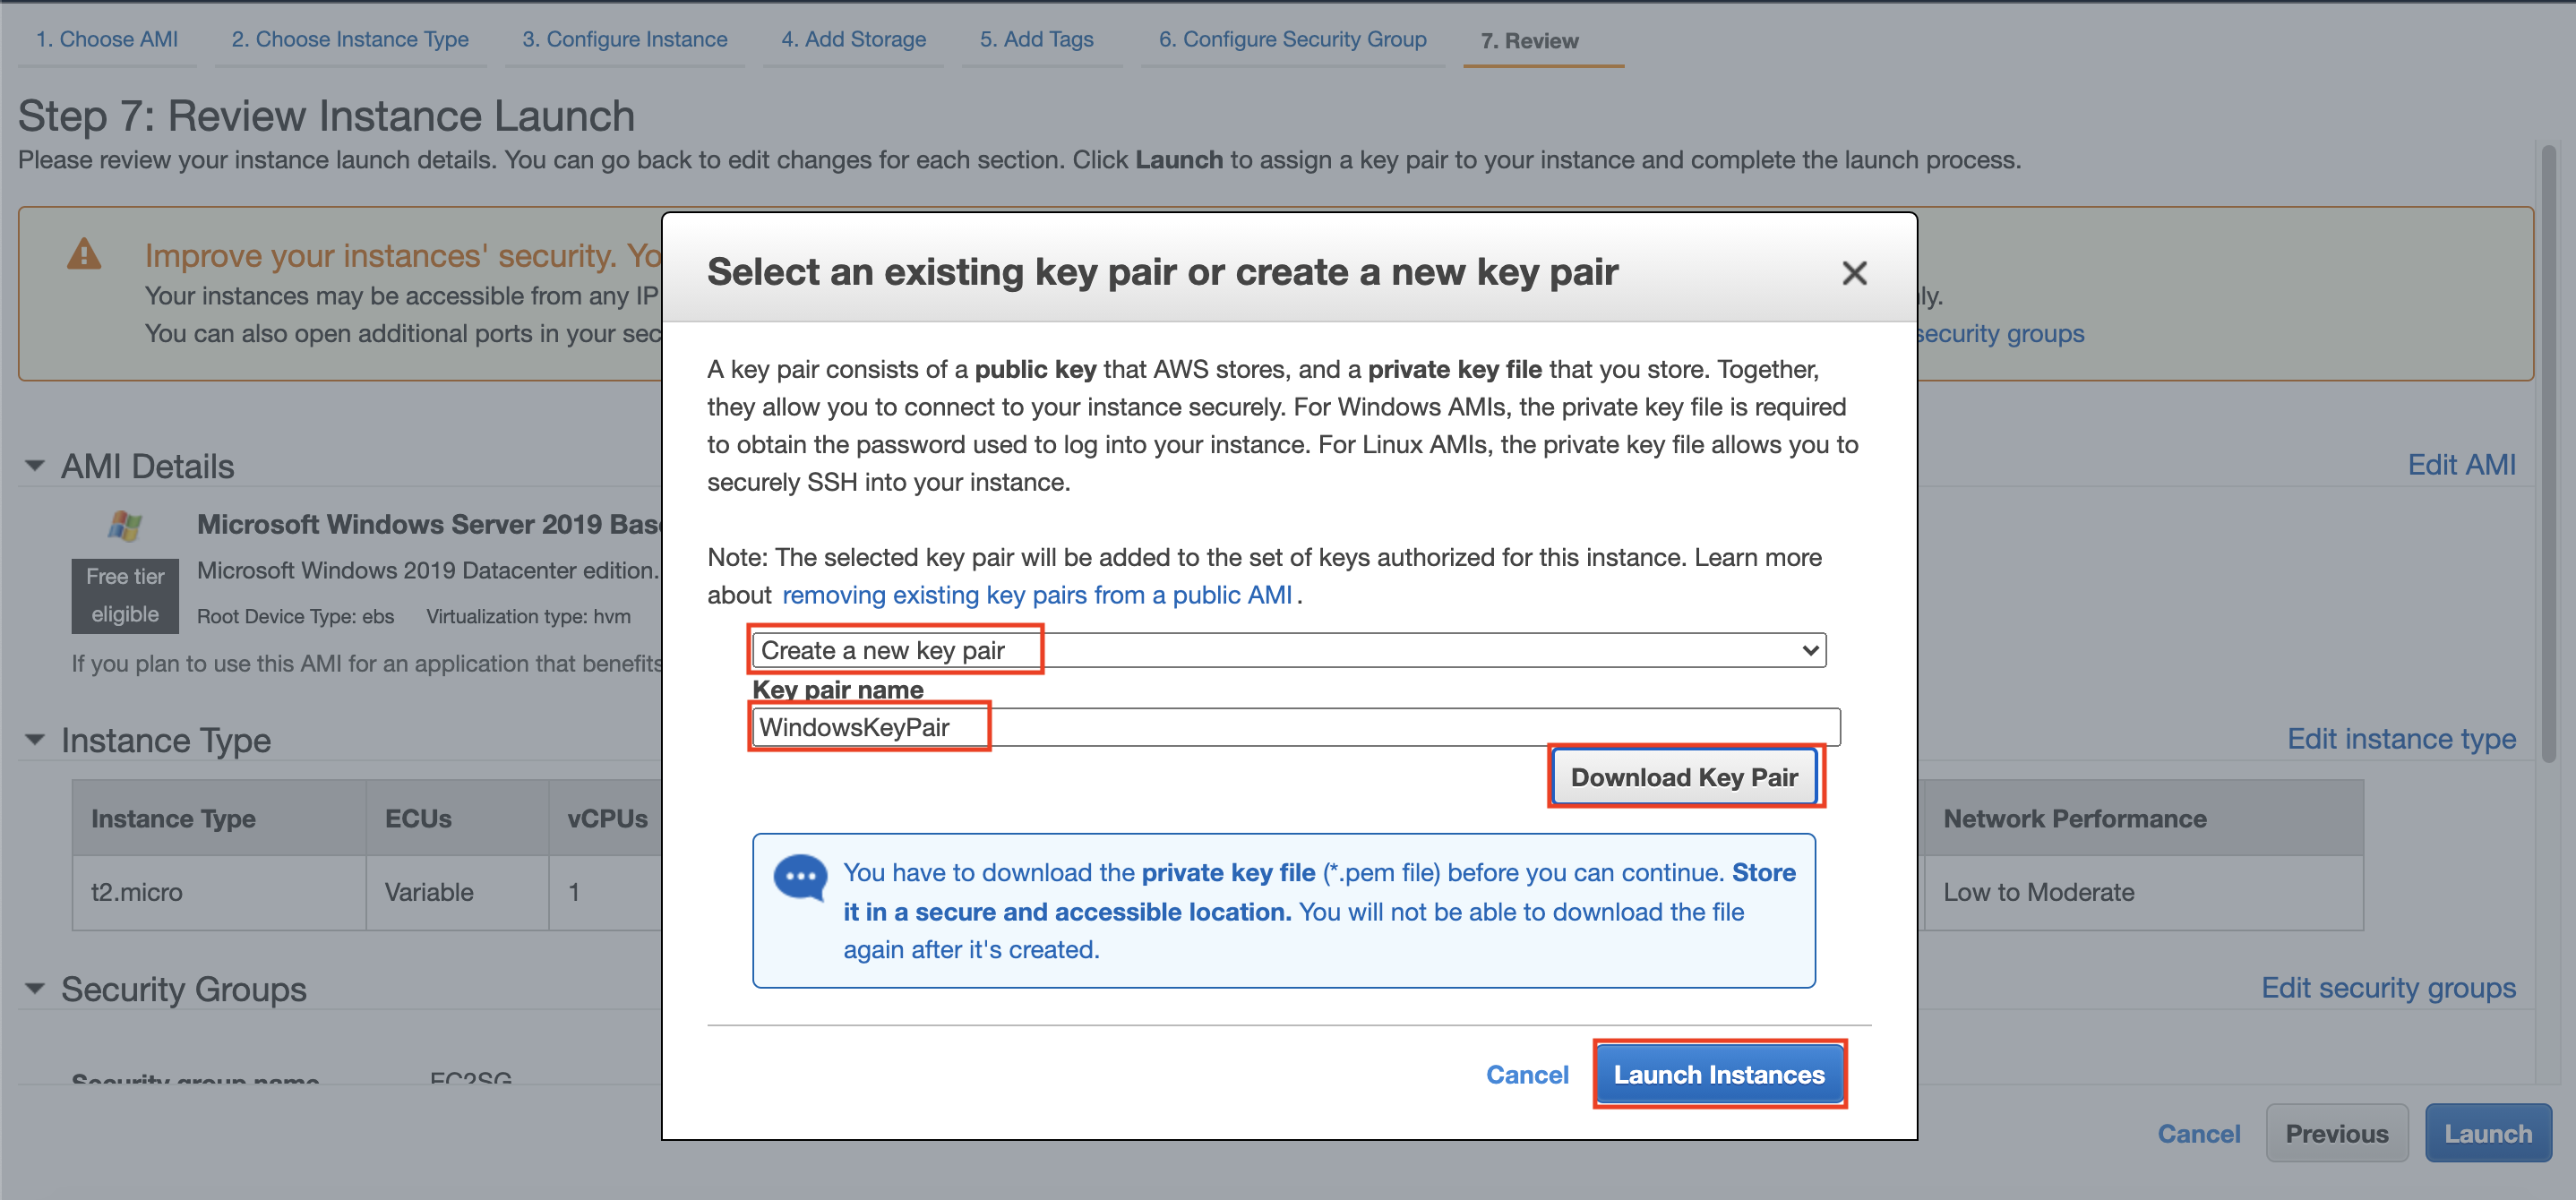 1. Choose AMI 2. Choose Instance Type 3. Configure Instance 4. Add Storage 5. Add Tags 6. Configure Security Group 7. Review
Step 7: Review Instance Launch
Please review your instance launch details. You can go back to edit changes for each section. Click Launch to assign a key pair to your instance and complete the launch process.
Improve your instances' security. Yo
Your instances may be accessible from any IP ly.
You can also open additional ports in your sec security groups
Select an existing key pair or create a new key pair
A key pair consists of a public key that AWS stores, and a private key file that you store. Together,
they allow you to connect to your instance securely. For Windows AMIs, the private key file is required
to obtain the password used to log into your instance. For Linux AMIs, the private key file allows you to
securely SSH into your instance.
Note: The selected key pair will be added to the set of keys authorized for this instance. Learn more
about removing existing key pairs from a public AMI .
Create a new key pair
Key pair name
WindowsKeyPair
Download Key Pair
You have to download the private key file (*.pem file) before you can continue. Store
it in a secure and accessible location. You will not be able to download the file
again after it's created.
Cancel Launch Instances
AMI Details Edit AMI
Microsoft Windows Server 2019 Bas
Free tier
eligible
Microsoft Windows 2019 Datacenter edition.
Root Device Type: ebs Virtualization type: hvm
If you plan to use this AMI for an application that benefits
Instance Type Edit instance type
Instance Type ECUs vCPUs Network Performance
t2.micro Variable 1 Low to Moderate
Security Groups Edit security groups
Security group name EC2SG
Cancel Previous Launch